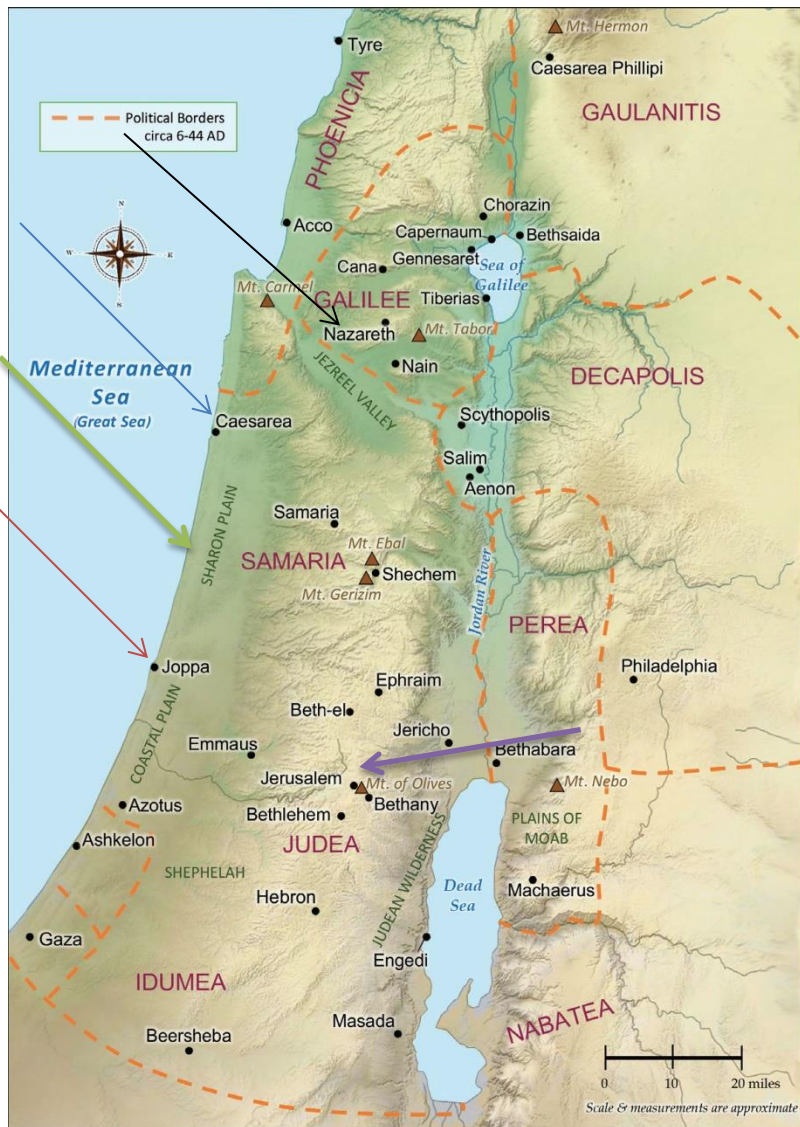 Mt. Hermon
Tyre
Caesarea Phillipi
GAULANITIS
Political Borders
circa 6-44 AD
PHOENICIA
Chorazin
Acco
Capernaum
Bethsaida
Gennesaret
Cana
Sea of
Galilee
N
W
E
S
Mt. Carmel
GALILEE
Tiberias
Nazareth
Mt. Tabor
Mediterranean
Sea
(Great Sea)
JEZREEL VALLEY
Nain
DECAPOLIS
Caesarea
Scythopolis
Salim
Aenon
Samaria
SHARON PLAIN
Mt. Ebal
SAMARIA
Shechem
Mt. Gerizim
Jordan River
PEREA
Joppa
Philadelphia
Ephraim
COASTAL PLAIN
Beth-el
Jericho
Emmaus
Bethabara
Jerusalem
Mt. of Olives
Mt. Nebo
Azotus
Bethany
Bethlehem
PLAINS OF
MOAB
Ashkelon
JUDEA
SHEPHELAH
JUDEAN WILDERNESS
Dead
Sea
Machaerus
Hebron
Gaza
Engedi
IDUMEA
NABATEA
Masada
Beersheba
0 10 20 miles
Scale & measurements are approximate